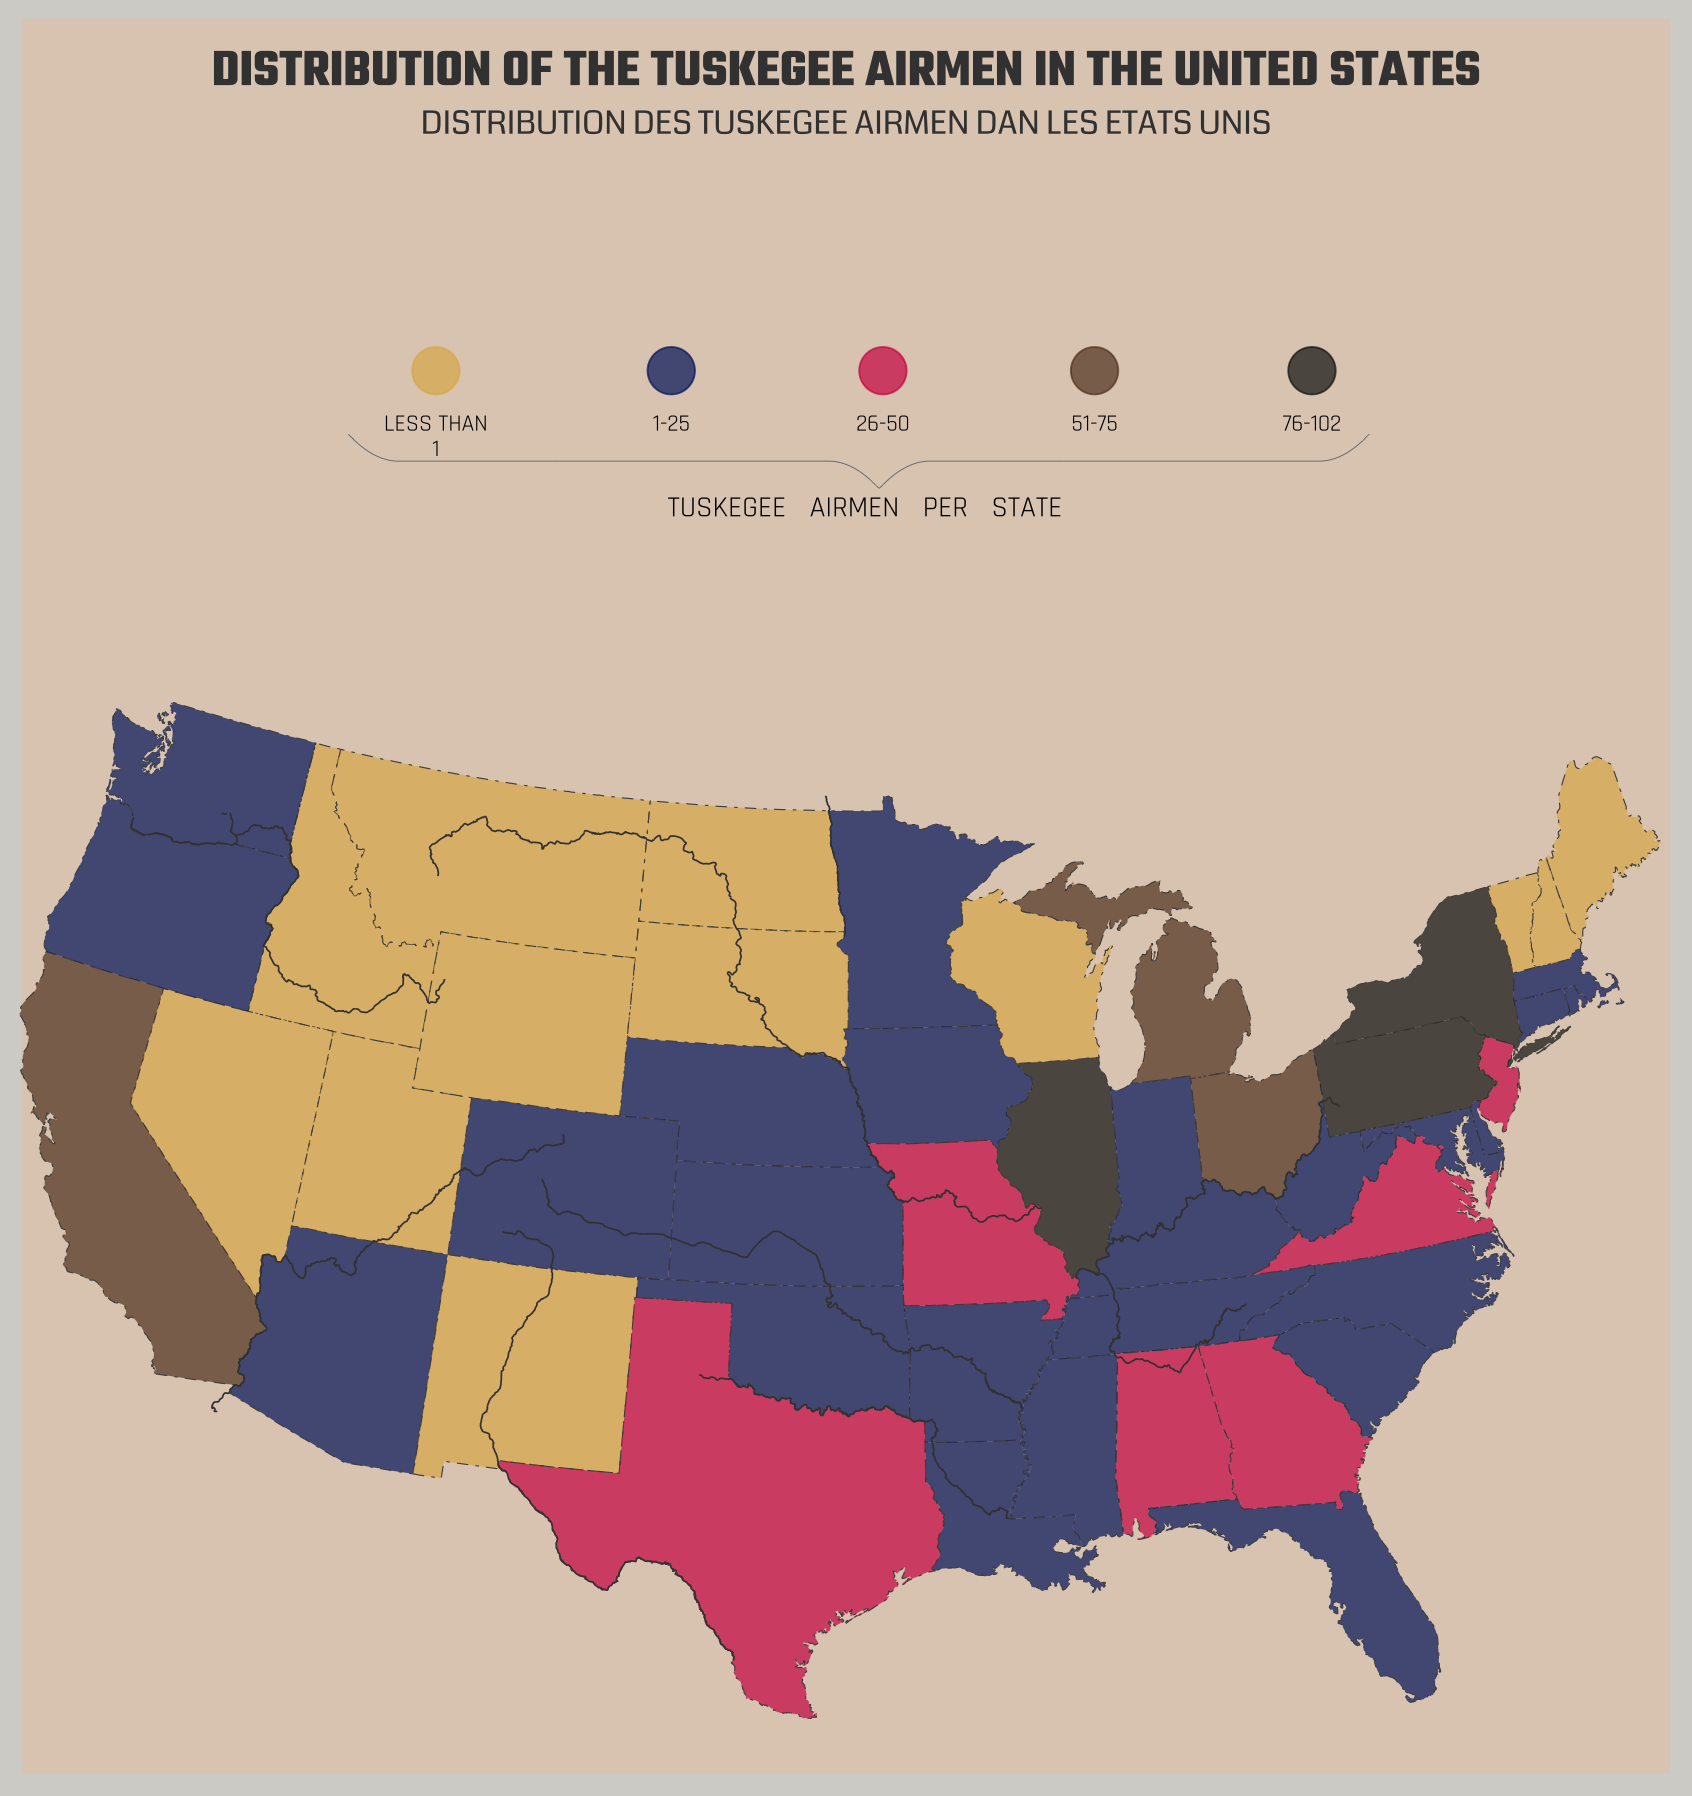 DISTRIBUTION OF THE TUSKEGEE AIRMEN IN THE UNITED STATES
DISTRIBUTION DES TUSKEGEE AIRMEN DAN LES ETATS UNIS
LESS THAN 1
1-25
26-50
51-75
76-102
TUSKEGEE AIRMEN PER STATE